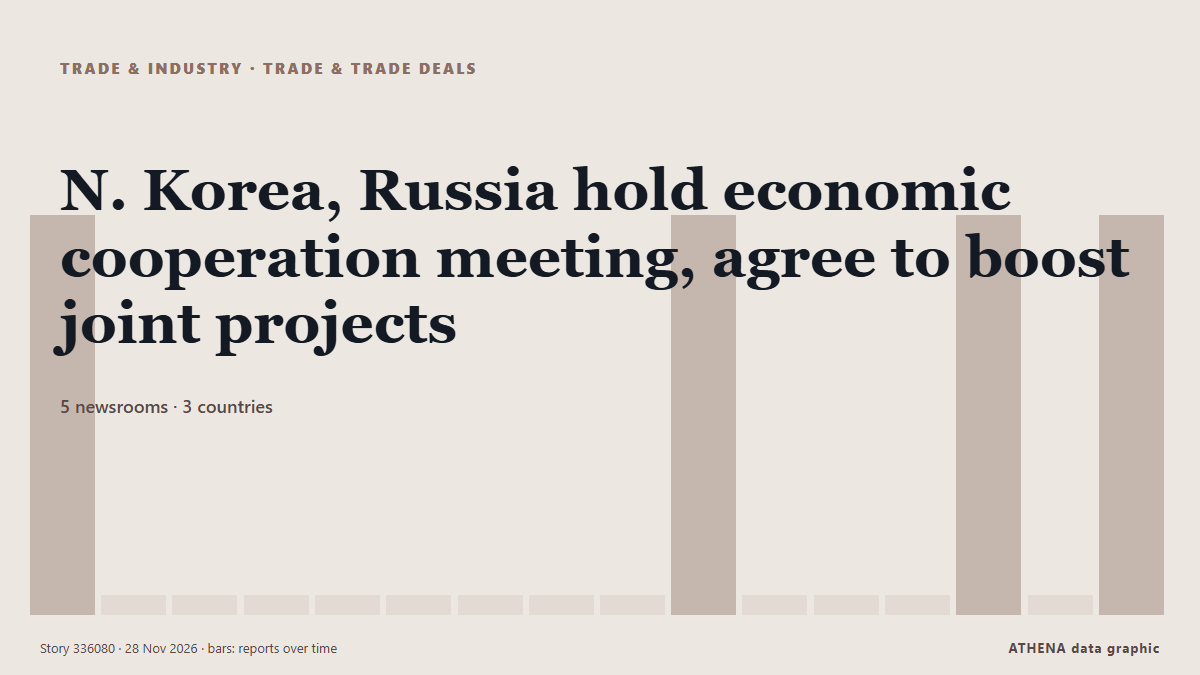 TRADE & INDUSTRY · TRADE & TRADE DEALS
N. Korea, Russia hold economic
cooperation meeting, agree to boost
joint projects
5 newsrooms · 3 countries
Story 336080 · 28 Nov 2026 · bars: reports over time
ATHENA data graphic